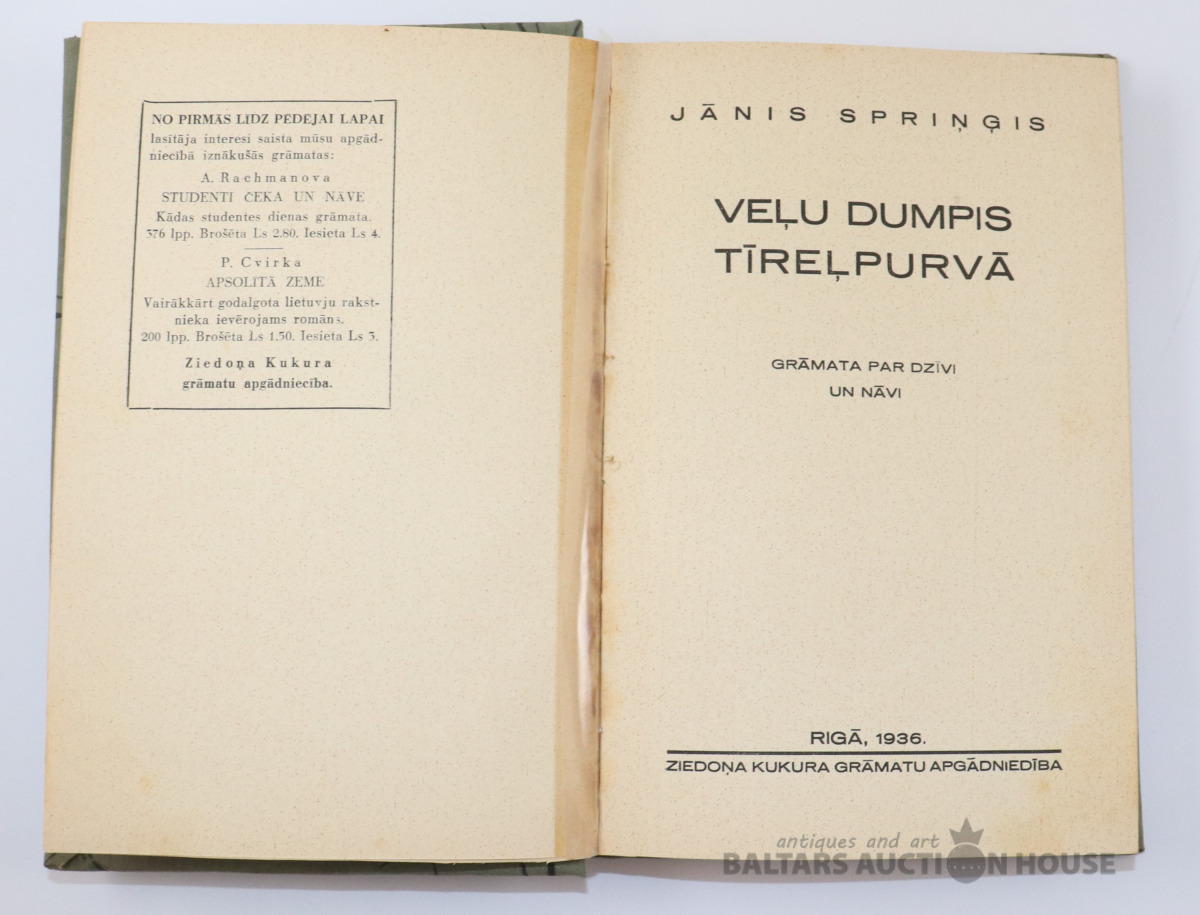 NO PIRMĀS LĪDZ PEDEJAI LAPAI
lasītāja interesi saista mūsu apgād-
niecībā iznākušās grāmatas:
A. Rachmanova
STUDENTI ČEKA UN NĀVE
Kādas studentes dienas grāmata.
376 lpp. Brošēta Ls 2.80. Iesieta Ls 4.
P. Cvirka
APSOLĪTĀ ZEME
Vairākkārt godalgota lietuvju rakst-
nieka ievērojams romāns.
200 lpp. Brošēta Ls 1.50. Iesieta Ls 3.
Ziedoņa Kukura
grāmatu apgādniecība.
JĀNIS SPRIŅĢIS
VEĻU DUMPIS
TĪREĻPURVĀ
GRĀMATA PAR DZĪVI
UN NĀVI
RIGĀ, 1936.
ZIEDOŅA KUKURA GRĀMATU APGĀDNIEDĪBA
antiques and art
BALTARS AUCTION HOUSE